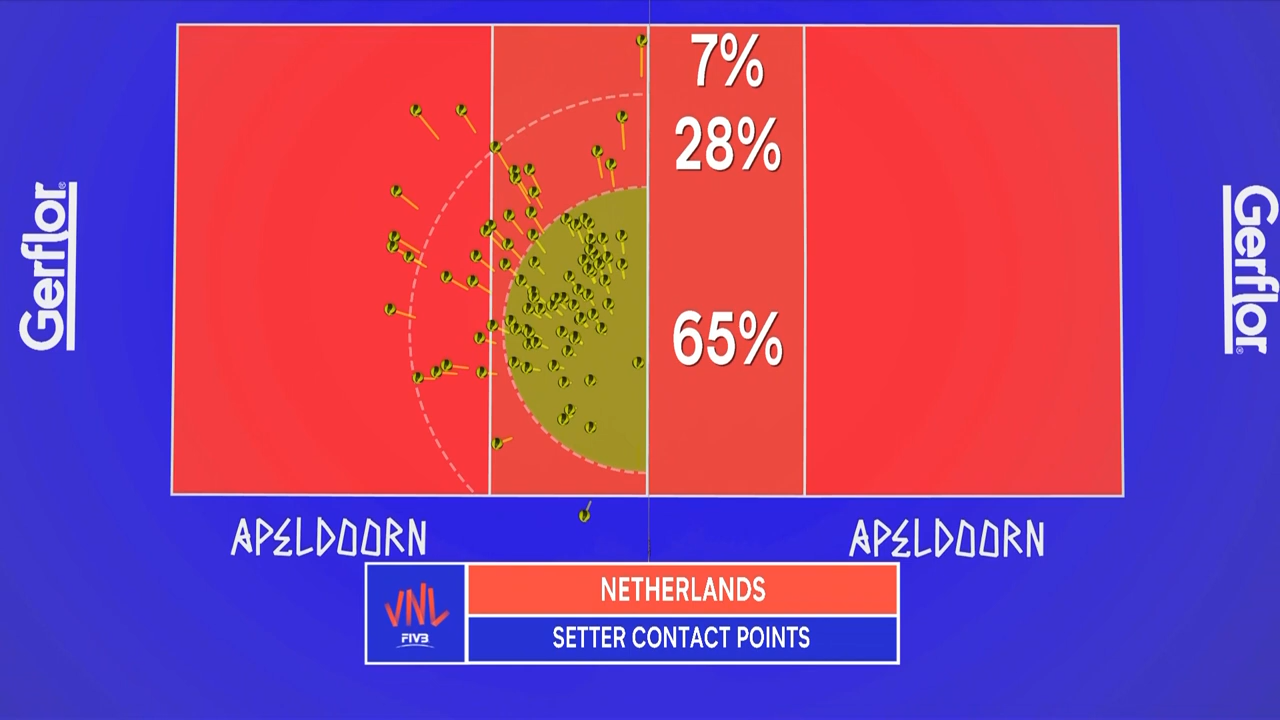 7%
28%
65%
Gerflor®
Gerflor®
APELDOORN
APELDOORN
VNL
FIVB
NETHERLANDS
SETTER CONTACT POINTS